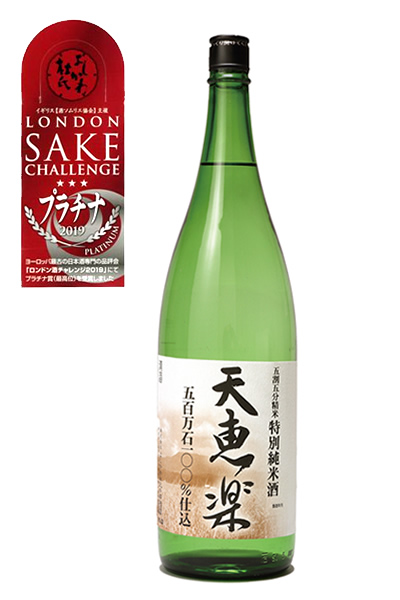 イギリス【酒ソムリエ協会】主催
LONDON
SAKE
CHALLENGE
★★★
プラチナ
2019
PLATINUM
ヨーロッパ最古の日本酒専門の品評会
「ロンドン酒チャレンジ2019」にて
プラチナ賞(最高位)を受賞しました
五割五分精米 特別純米酒
天恵楽
五百万石一〇〇%仕込